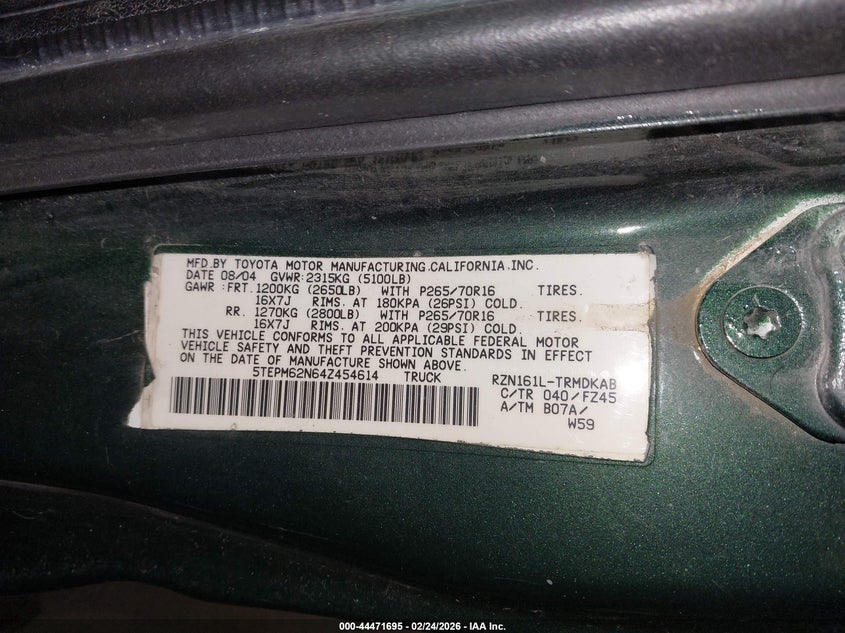 MFD.BY TOYOTA MOTOR MANUFACTURING.CALIFORNIA.INC.
DATE 08/04 GVWR:2315KG (5100LB)
GAWR:FRT.1200KG (2650LB) WITH P265/70R16 TIRES.
16X7J RIMS. AT 180KPA (26PSI) COLD.
RR. 1270KG (2800LB) WITH P265/70R16 TIRES.
16X7J RIMS. AT 200KPA (29PSI) COLD.
THIS VEHICLE CONFORMS TO ALL APPLICABLE FEDERAL MOTOR
VEHICLE SAFETY AND THEFT PREVENTION STANDARDS IN EFFECT
ON THE DATE OF MANUFACTURE SHOWN ABOVE.
5TEPM62N64Z454614 TRUCK RZN161L-TRMDKAB
C/TR 040/FZ45
A/TM B07A/
W59
000-44471695 - 02/24/2026 - IAA Inc.